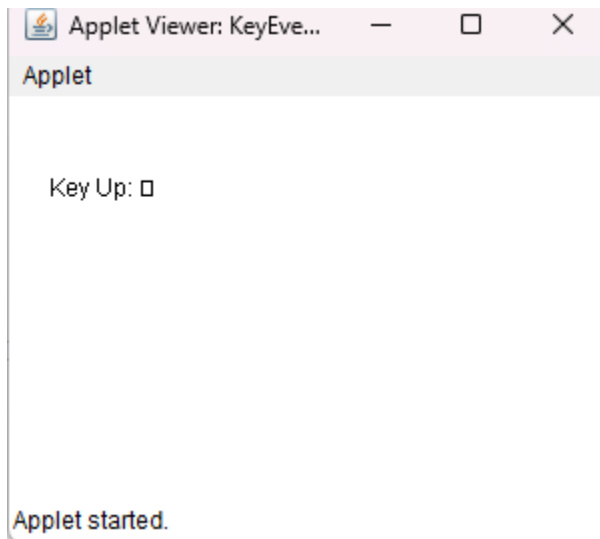 Applet Viewer: KeyEve...
Applet
Key Up: □
Applet started.